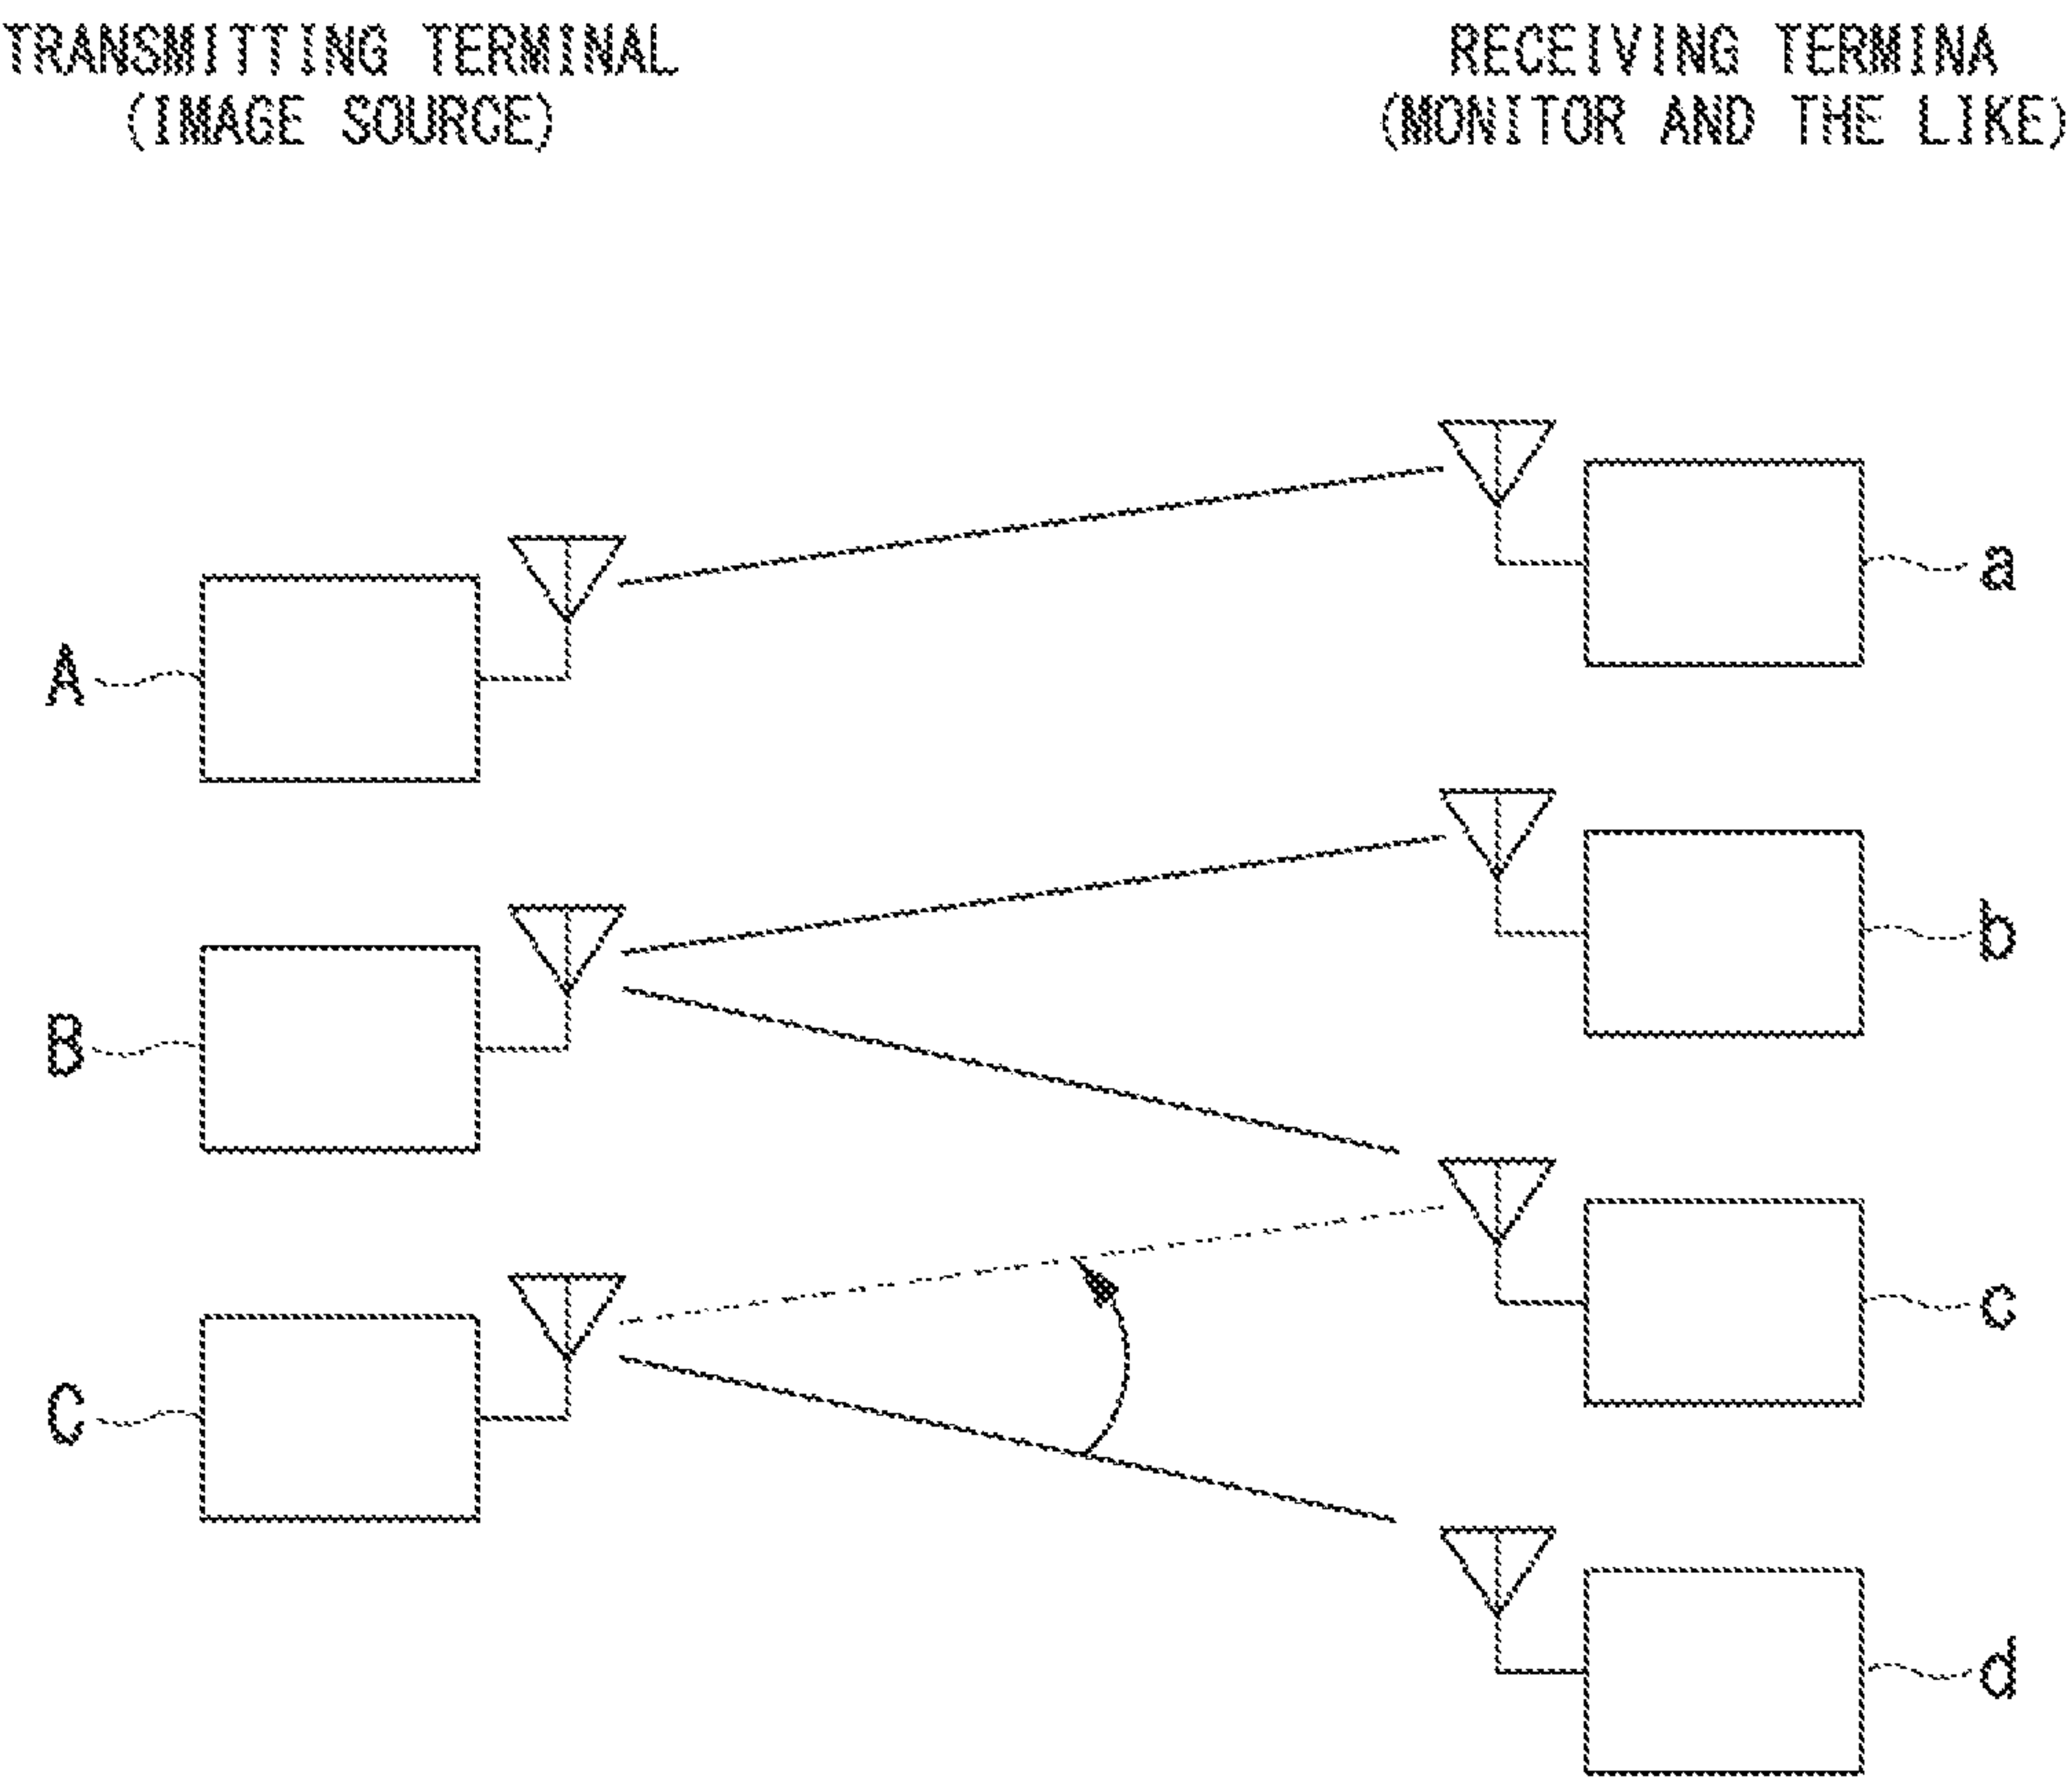 TRANSMITTING TERMINAL
(IMAGE SOURCE)
RECEIVING TERMINA
(MONITOR AND THE LIKE)
a
A
b
B
c
C
d